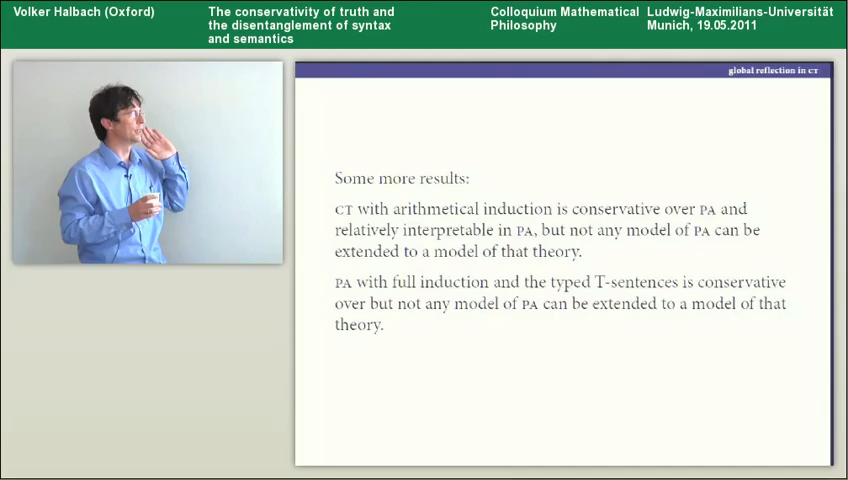 Volker Halbach (Oxford)
The conservativity of truth and
the disentanglement of syntax
and semantics
Colloquium Mathematical
Philosophy
Ludwig-Maximilians-Universität
Munich, 19.05.2011
global reflection in CT
Some more results:
CT with arithmetical induction is conservative over PA and
relatively interpretable in PA, but not any model of PA can be
extended to a model of that theory.
PA with full induction and the typed T-sentences is conservative
over but not any model of PA can be extended to a model of that
theory.